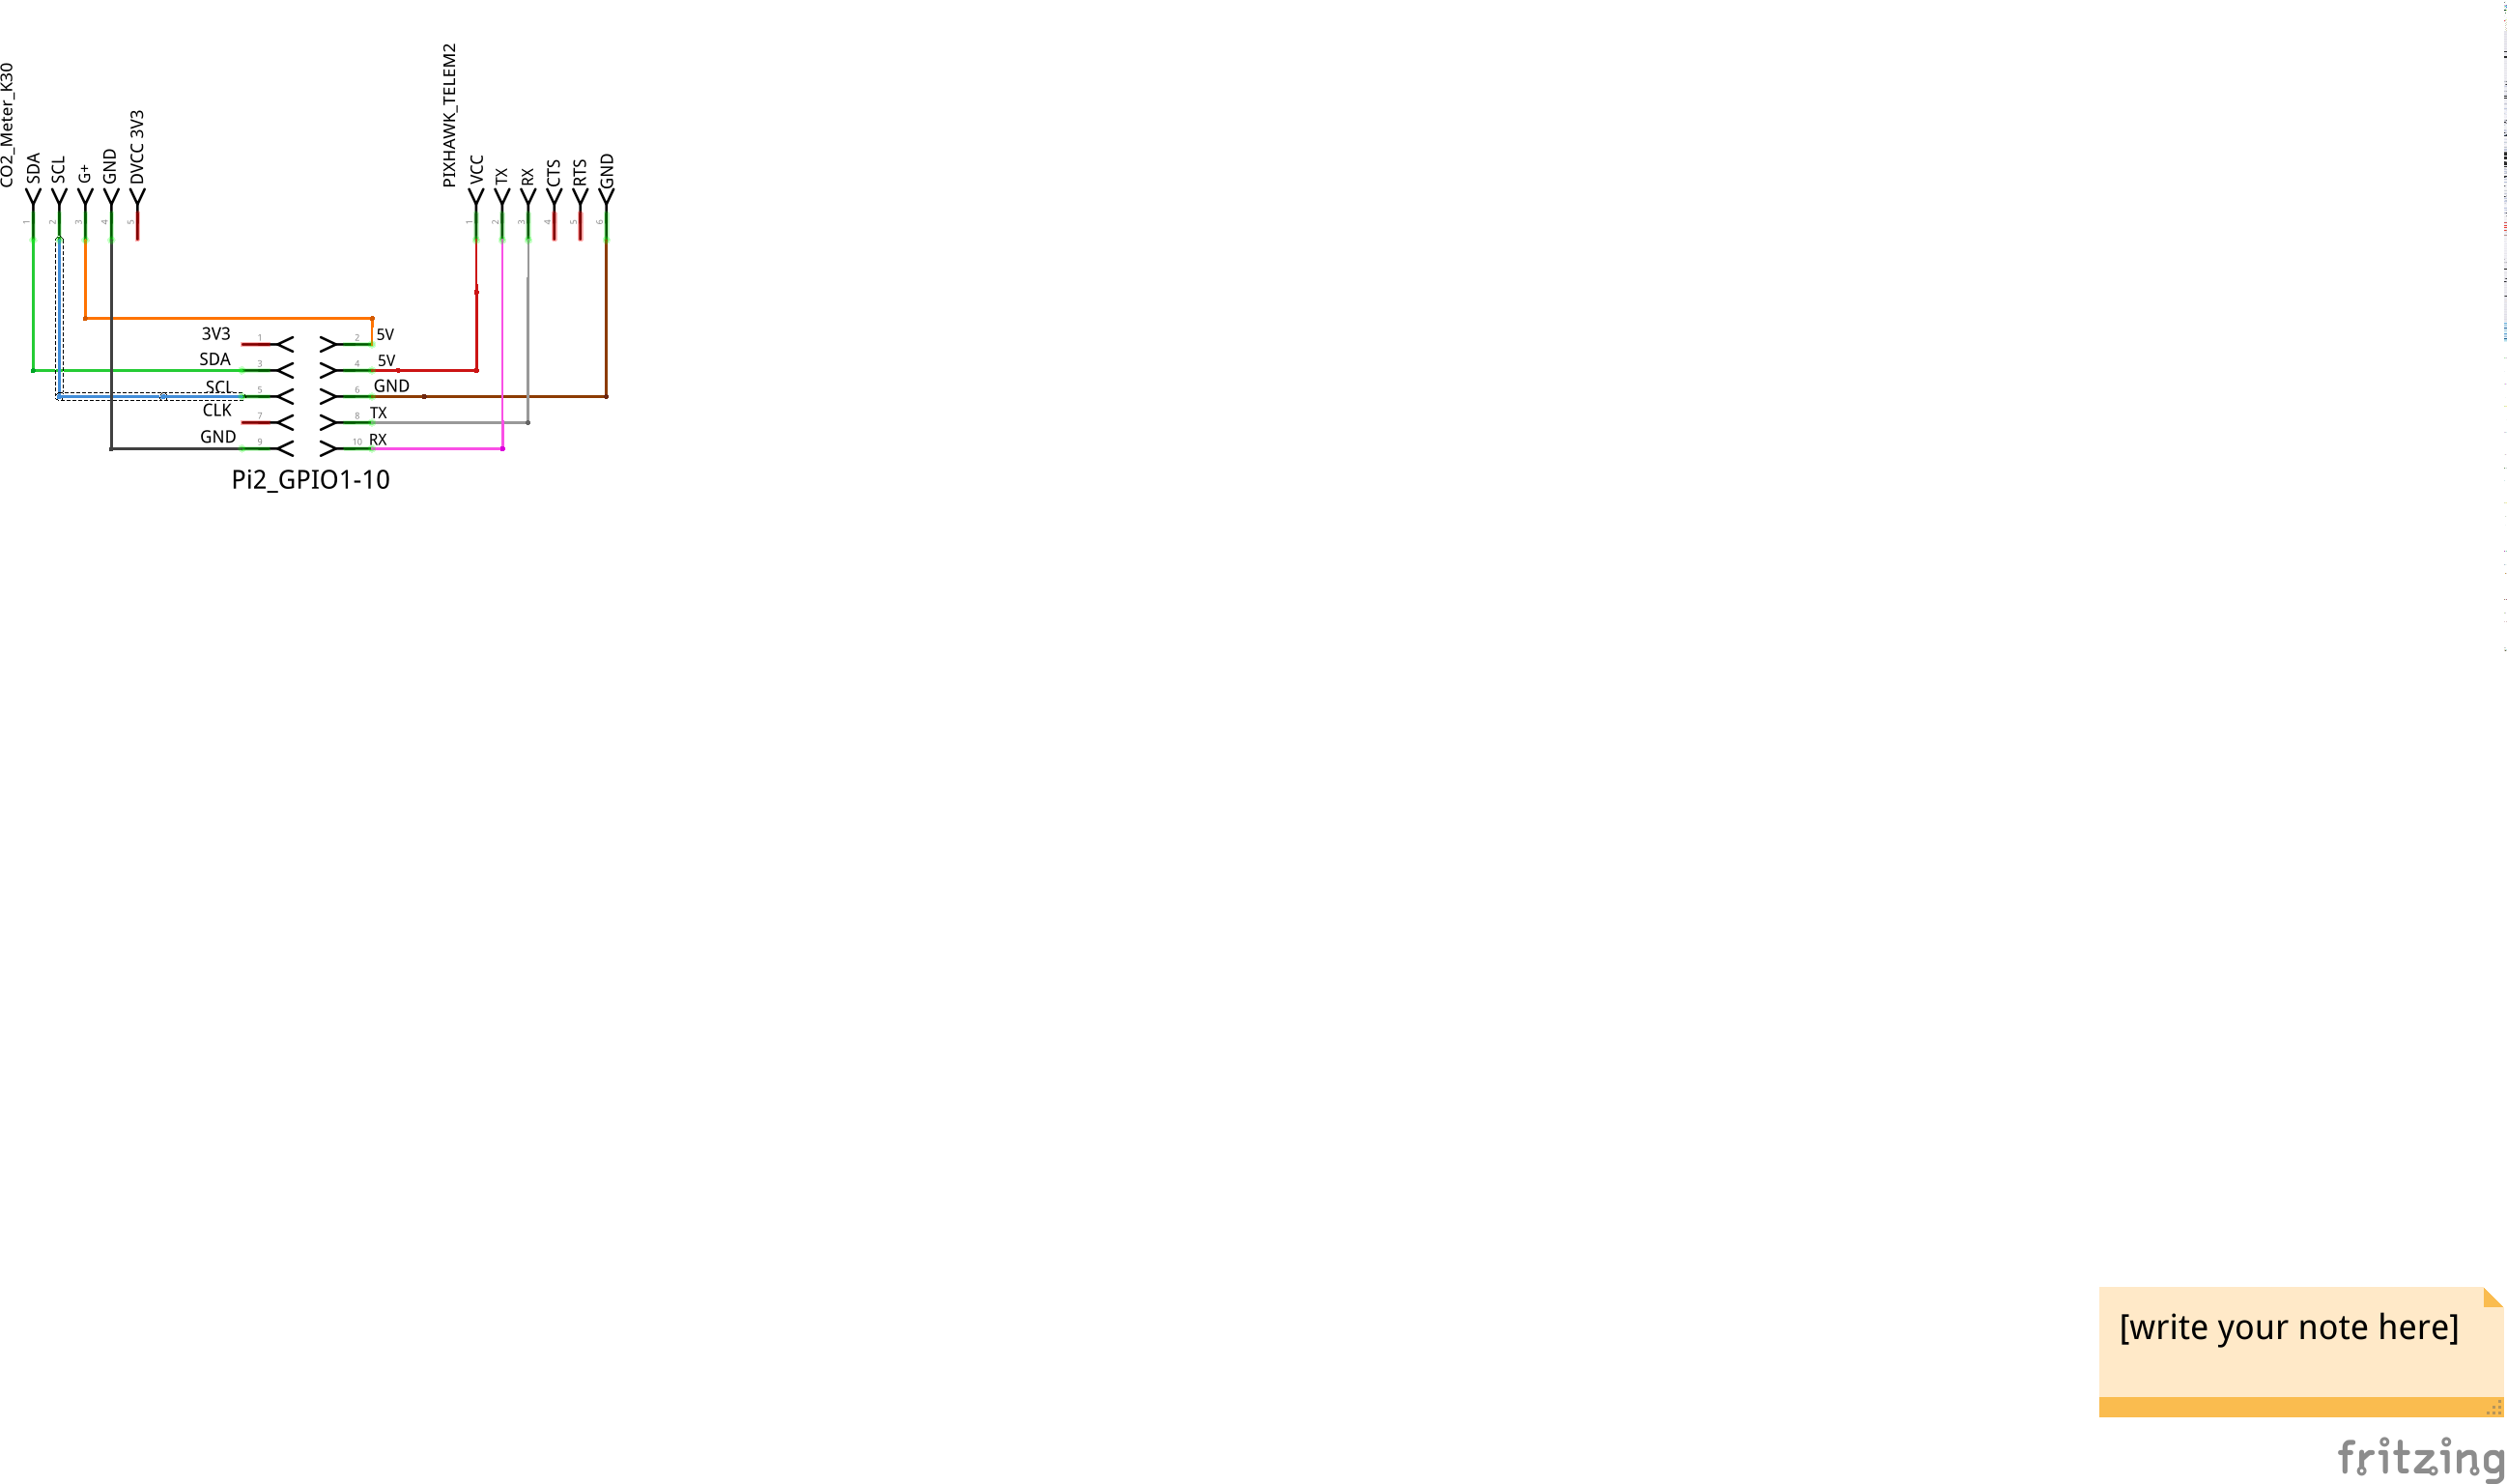 CO2_Meter_K30
SDA
SCL
G+
GND
DVCC 3V3
1
2
3
4
5
PIXHAWK_TELEM2
VCC
TX
RX
CTS
RTS
GND
1
2
3
4
5
6
3V3 1 2 5V
SDA 3 4 5V
SCL 5 6 GND
CLK 7 8 TX
GND 9 10 RX
Pi2_GPIO1-10
[write your note here]
fritzing